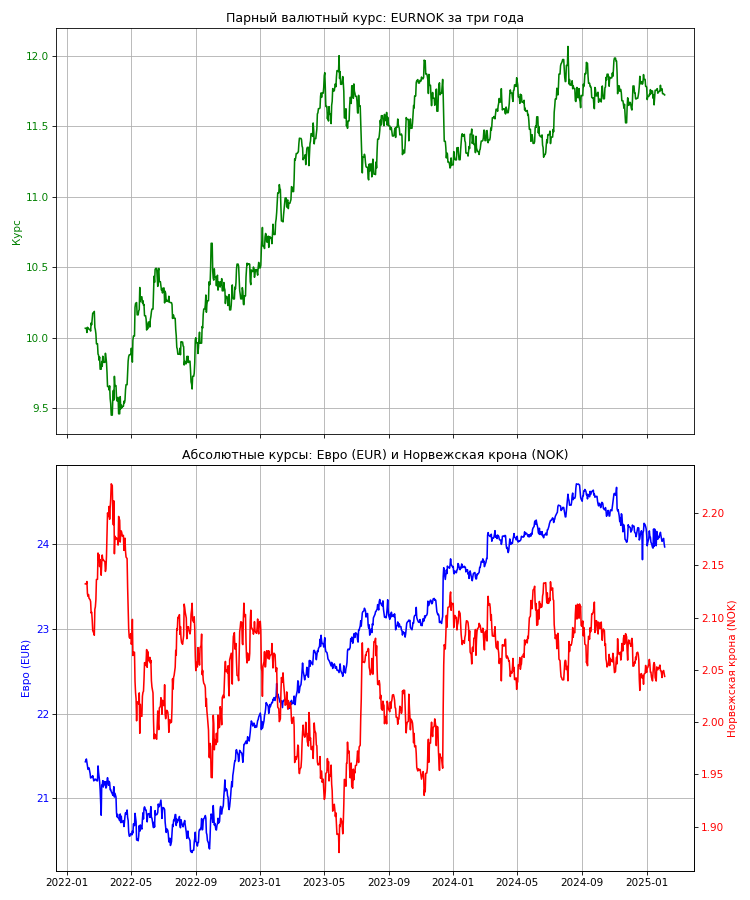 Парный валютный курс: EURNOK за три года
12.0
11.5
11.0
10.5
10.0
9.5
Курс
Абсолютные курсы: Евро (EUR) и Норвежская крона (NOK)
24
23
22
21
Евро (EUR)
2.20
2.15
2.10
2.05
2.00
1.95
1.90
Норвежская крона (NOK)
2022-01 2022-05 2022-09 2023-01 2023-05 2023-09 2024-01 2024-05 2024-09 2025-01